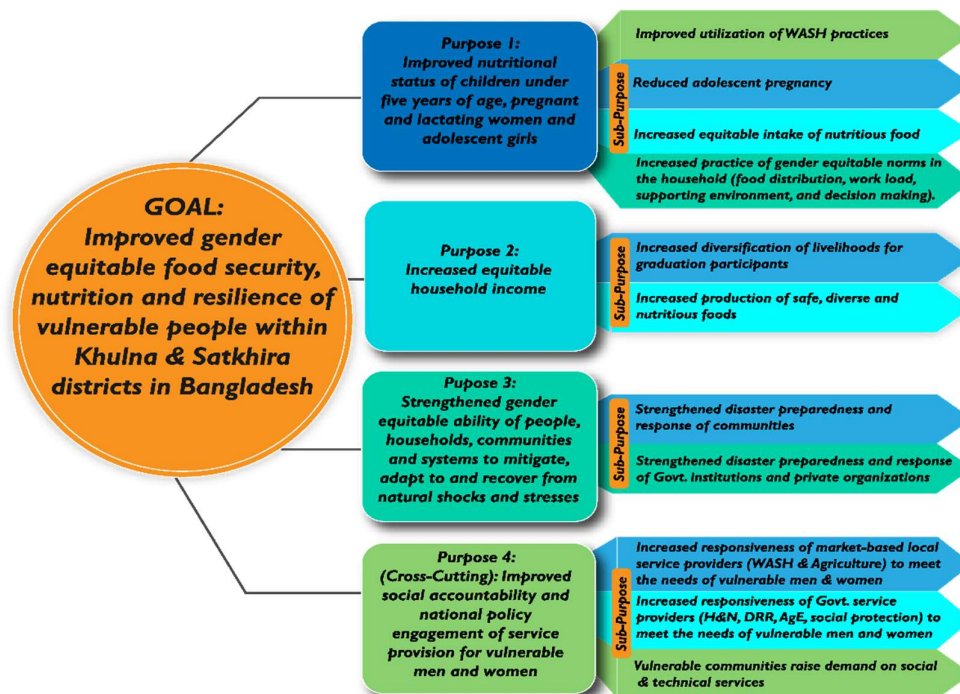 GOAL:
Improved gender
equitable food security,
nutrition and resilience of
vulnerable people within
Khulna & Satkhira
districts in Bangladesh
Purpose 1:
Improved nutritional
status of children under
five years of age, pregnant
and lactating women and
adolescent girls
Sub-Purpose
Improved utilization of WASH practices
Reduced adolescent pregnancy
Increased equitable intake of nutritious food
Increased practice of gender equitable norms in
the household (food distribution, work load,
supporting environment, and decision making).
Purpose 2:
Increased equitable
household income
Sub-Purpose
Increased diversification of livelihoods for
graduation participants
Increased production of safe, diverse and
nutritious foods
Pupose 3:
Strengthened gender
equitable ability of people,
households, communities
and systems to mitigate,
adapt to and recover from
natural shocks and stresses
Sub-Purpose
Strengthened disaster preparedness and
response of communities
Strengthened disaster preparedness and response
of Govt. institutions and private organizations
Purpose 4:
(Cross-Cutting): Improved
social accountability and
national policy
engagement of service
provision for vulnerable
men and women
Sub-Purpose
Increased responsiveness of market-based local
service providers (WASH & Agriculture) to meet
the needs of vulnerable men & women
Increased responsiveness of Govt. service
providers (H&N, DRR, AgE, social protection) to
meet the needs of vulnerable men and women
Vulnerable communities raise demand on social
& technical services